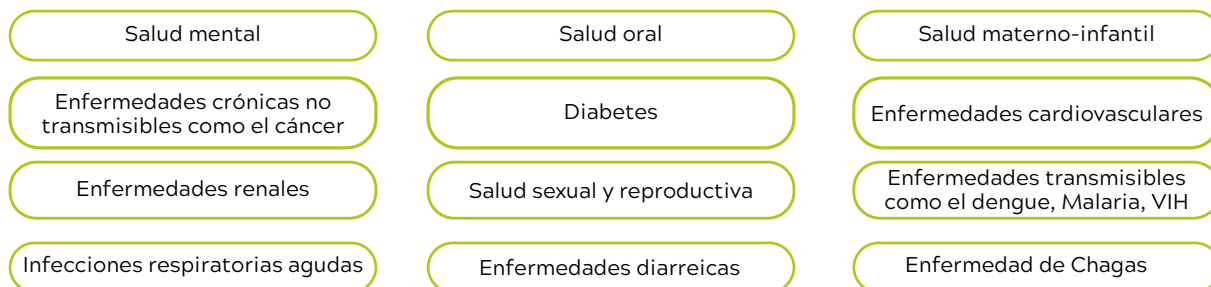 Salud mental
Salud oral
Salud materno-infantil
Enfermedades crónicas no
transmisibles como el cáncer
Diabetes
Enfermedades cardiovasculares
Enfermedades renales
Salud sexual y reproductiva
Enfermedades transmisibles
como el dengue, Malaria, VIH
Infecciones respiratorias agudas
Enfermedades diarreicas
Enfermedad de Chagas